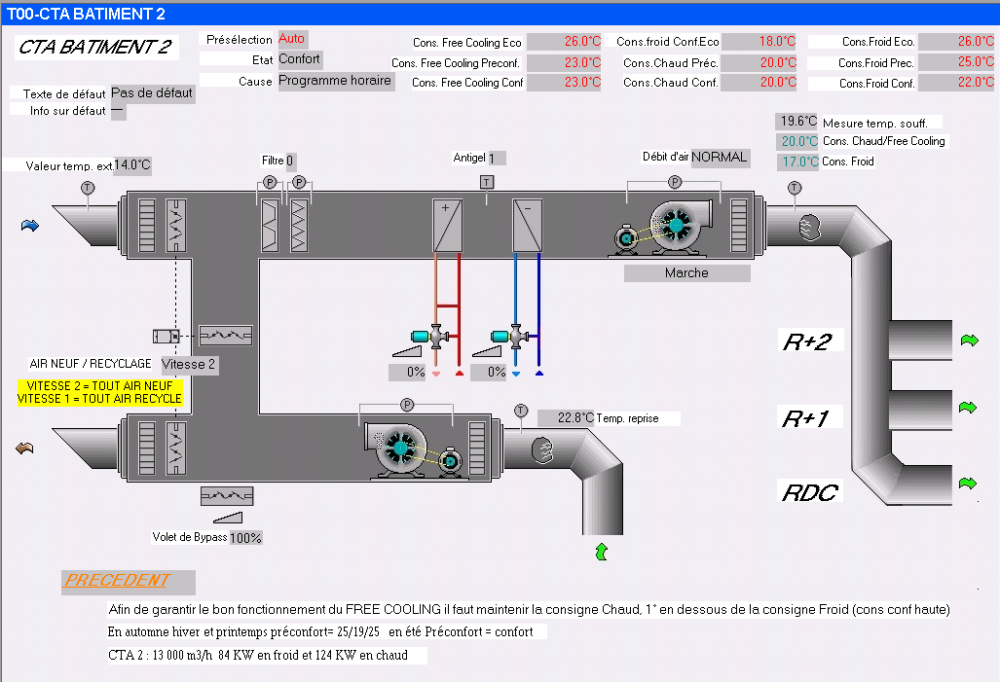 T00-CTA BATIMENT 2
CTA BATIMENT 2
Présélection Auto
Etat Confort
Cause Programme horaire
Cons. Free Cooling Eco 26.0°C
Cons. Free Cooling Preconf. 23.0°C
Cons. Free Cooling Conf 23.0°C
Cons.froid Conf.Eco 18.0°C
Cons.Chaud Préc. 20.0°C
Cons.Chaud Conf. 20.0°C
Cons.Froid Eco. 26.0°C
Cons.Froid Prec. 25.0°C
Cons.Froid Conf. 22.0°C
Texte de défaut Pas de défaut
Info sur défaut —
19.6°C Mesure temp. souff.
20.0°C Cons. Chaud/Free Cooling
17.0°C Cons. Froid
Valeur temp. ext. 14.0°C
Filtre 0
Antigel 1
Débit d'air NORMAL
T
P
P
T
P
T
+
−
Marche
0%
0%
AIR NEUF / RECYCLAGE Vitesse 2
VITESSE 2 = TOUT AIR NEUF
VITESSE 1 = TOUT AIR RECYCLE
R+2
R+1
RDC
P
T
22.8°C Temp. reprise
Volet de Bypass 100%
PRECEDENT
Afin de garantir le bon fonctionnement du FREE COOLING il faut maintenir la consigne Chaud, 1° en dessous de la consigne Froid (cons conf haute)
En automne hiver et printemps préconfort= 25/19/25 en été Préconfort = confort
CTA 2 : 13 000 m3/h 84 KW en froid et 124 KW en chaud